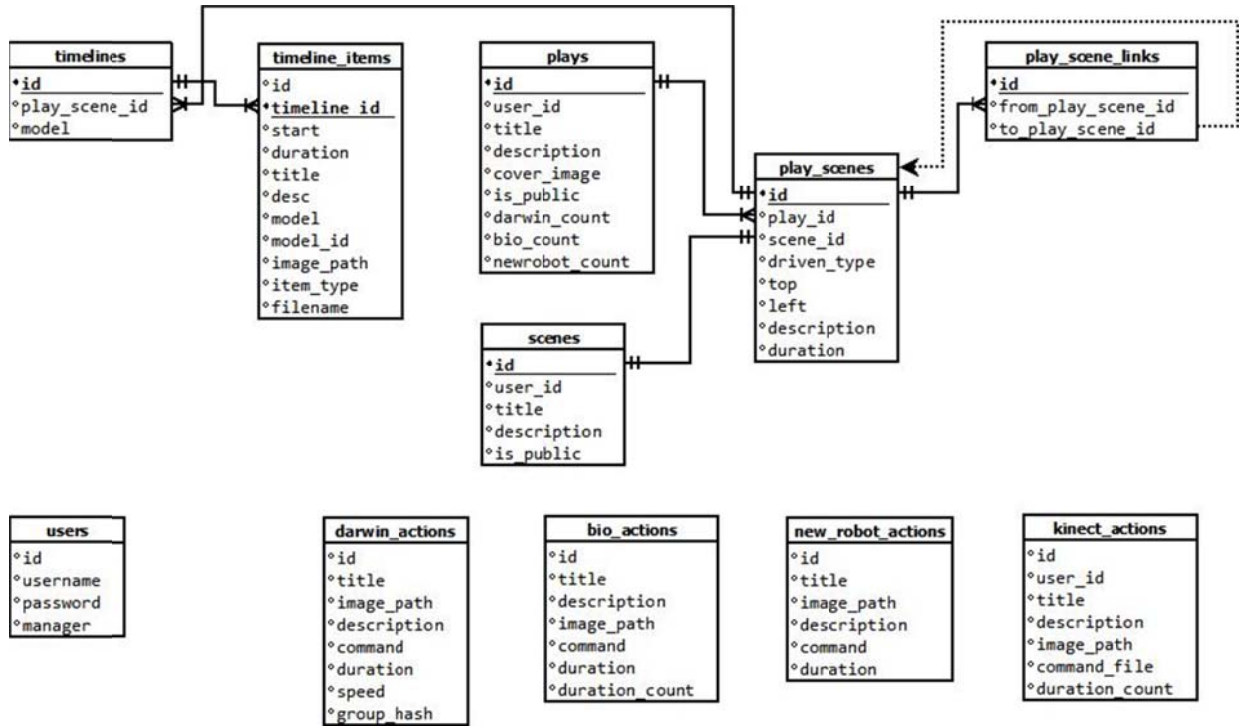 timelines
id
play_scene_id
model
timeline_items
id
timeline_id
start
duration
title
desc
model
model_id
image_path
item_type
filename
plays
id
user_id
title
description
cover_image
is_public
darwin_count
bio_count
newrobot_count
play_scene_links
id
from_play_scene_id
to_play_scene_id
play_scenes
id
play_id
scene_id
driven_type
top
left
description
duration
scenes
id
user_id
title
description
is_public
users
id
username
password
manager
darwin_actions
id
title
image_path
description
command
duration
speed
group_hash
bio_actions
id
title
description
image_path
command
duration
duration_count
new_robot_actions
id
title
image_path
description
command
duration
kinect_actions
id
user_id
title
description
image_path
command_file
duration_count